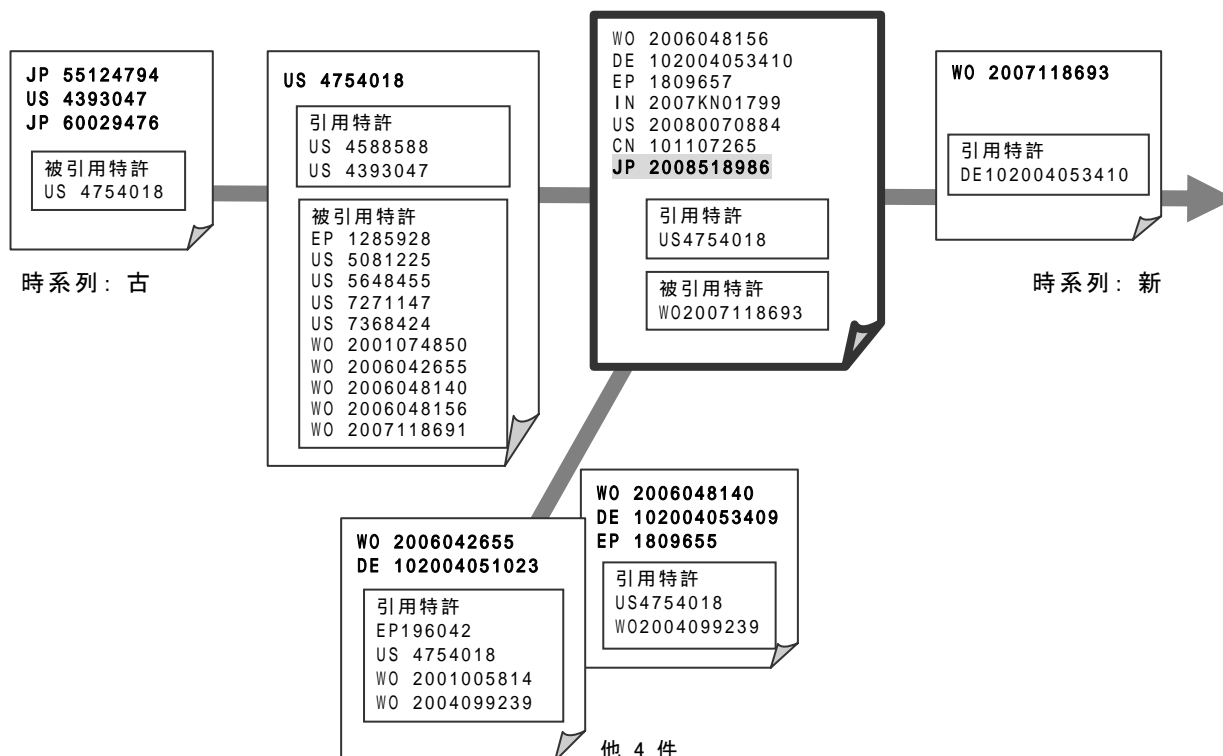 JP 55124794
US 4393047
JP 60029476
被引用特許
US 4754018
時系列: 古
US 4754018
引用特許
US 4588588
US 4393047
被引用特許
EP 1285928
US 5081225
US 5648455
US 7271147
US 7368424
WO 2001074850
WO 2006042655
WO 2006048140
WO 2006048156
WO 2007118691
WO 2006048156
DE 102004053410
EP 1809657
IN 2007KN01799
US 20080070884
CN 101107265
JP 2008518986
引用特許
US4754018
被引用特許
WO2007118693
WO 2007118693
引用特許
DE102004053410
時系列: 新
WO 2006042655
DE 102004051023
引用特許
EP196042
US 4754018
WO 2001005814
WO 2004099239
WO 2006048140
DE 102004053409
EP 1809655
引用特許
US4754018
WO2004099239
他 4 件